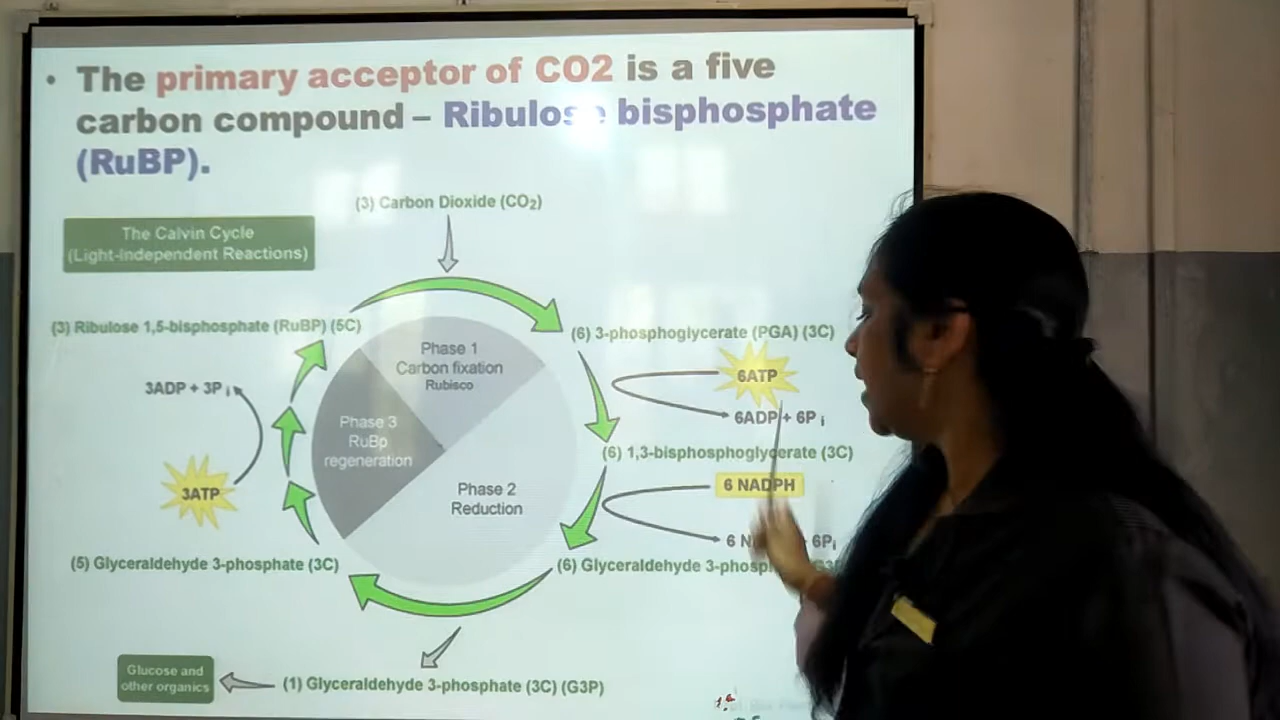 • The primary acceptor of CO2 is a five
carbon compound – Ribulose bisphosphate
(RuBP).
(3) Carbon Dioxide (CO₂)
The Calvin Cycle
(Light-Independent Reactions)
(3) Ribulose 1,5-bisphosphate (RuBP) (5C)
(6) 3-phosphoglycerate (PGA) (3C)
Phase 1
Carbon fixation
Rubisco
6ATP
3ADP + 3P i
6ADP + 6P i
Phase 3
RuBp
regeneration
(6) 1,3-bisphosphoglycerate (3C)
3ATP
6 NADPH
Phase 2
Reduction
6Pi
(5) Glyceraldehyde 3-phosphate (3C)
(6) Glyceraldehyde
Glucose and
other organics
(1) Glyceraldehyde 3-phosphate (3C) (G3P)